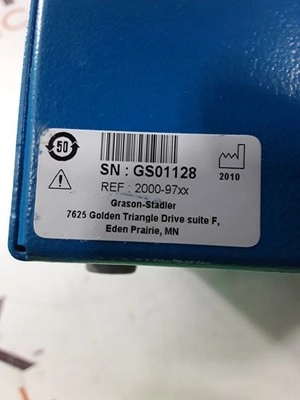 50
SN : GS01128
2010
REF : 2000-97xx
Grason-Stadler
7625 Golden Triangle Drive suite F,
Eden Prairie, MN